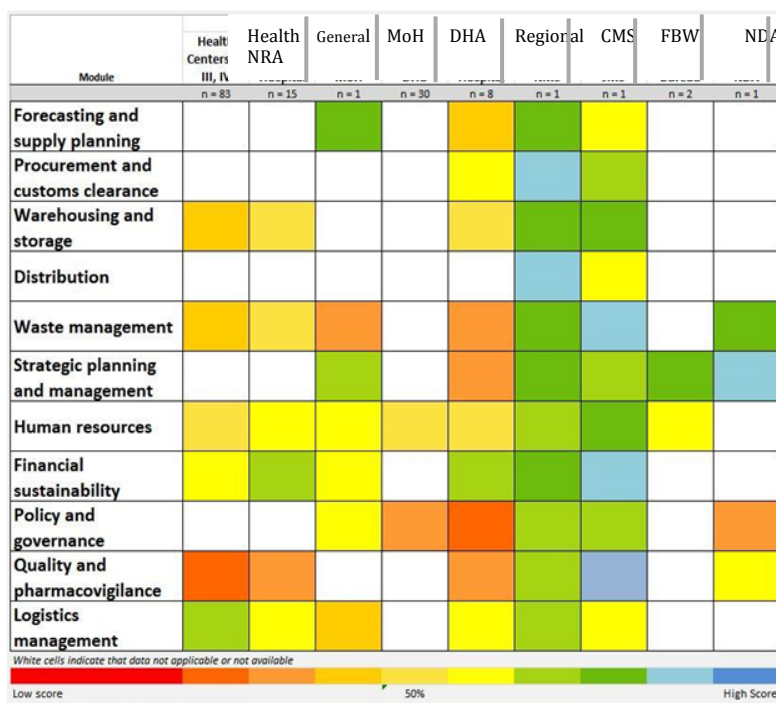 Health General MoH DHA Regional CMS FBW NDA
NRA
Centers
III, IV
Module
n = 83 n = 15 n = 1 n = 30 n = 8 n = 1 n = 1 n = 2 n = 1
Forecasting and
supply planning
Procurement and
customs clearance
Warehousing and
storage
Distribution
Waste management
Strategic planning
and management
Human resources
Financial
sustainability
Policy and
governance
Quality and
pharmacovigilance
Logistics
management
White cells indicate that data not applicable or not available
Low score 50% High Score